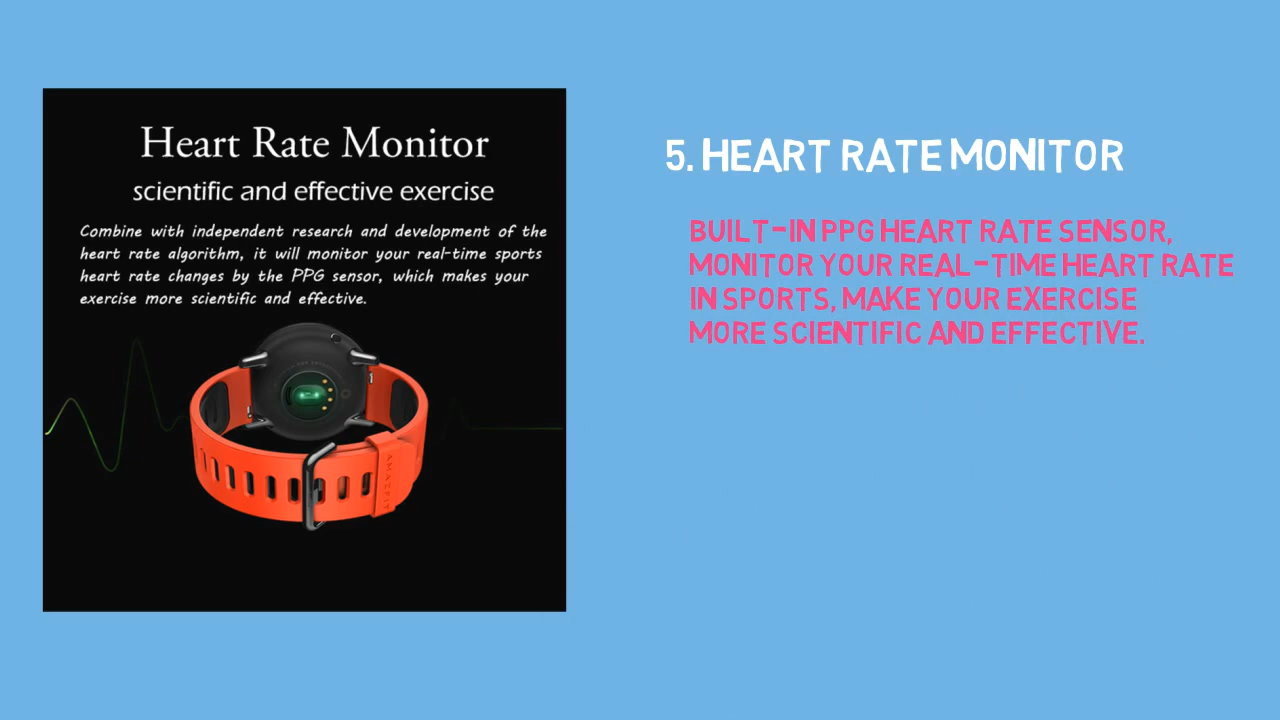 Heart Rate Monitor
scientific and effective exercise
Combine with independent research and development of the
heart rate algorithm, it will monitor your real-time sports
heart rate changes by the PPG sensor, which makes your
exercise more scientific and effective.
AMAZFIT
5. HEART RATE MONITOR
BUILT-IN PPG HEART RATE SENSOR,
MONITOR YOUR REAL-TIME HEART RATE
IN SPORTS, MAKE YOUR EXERCISE
MORE SCIENTIFIC AND EFFECTIVE.